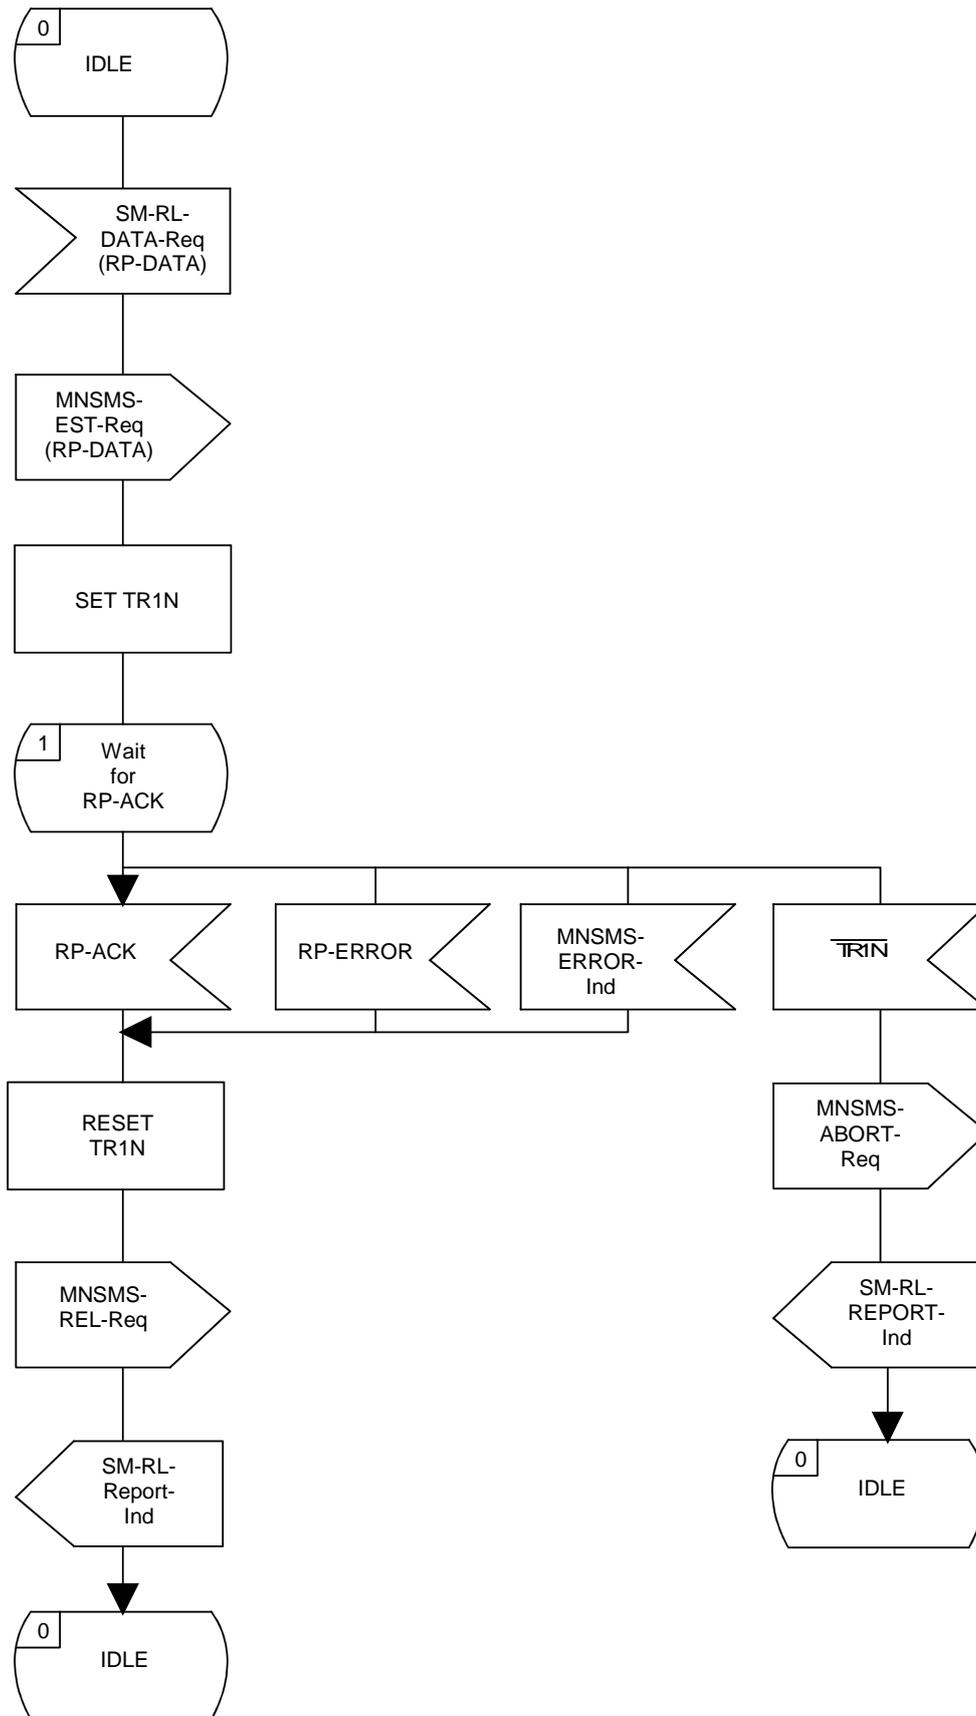 0
IDLE
SM-RL-
DATA-Req
(RP-DATA)
MNSMS-
EST-Req
(RP-DATA)
SET TR1N
1
Wait
for
RP-ACK
RP-ACK
RP-ERROR
MNSMS-
ERROR-
Ind
TR1N
RESET
TR1N
MNSMS-
ABORT-
Req
MNSMS-
REL-Req
SM-RL-
REPORT-
Ind
SM-RL-
Report-
Ind
0
IDLE
0
IDLE